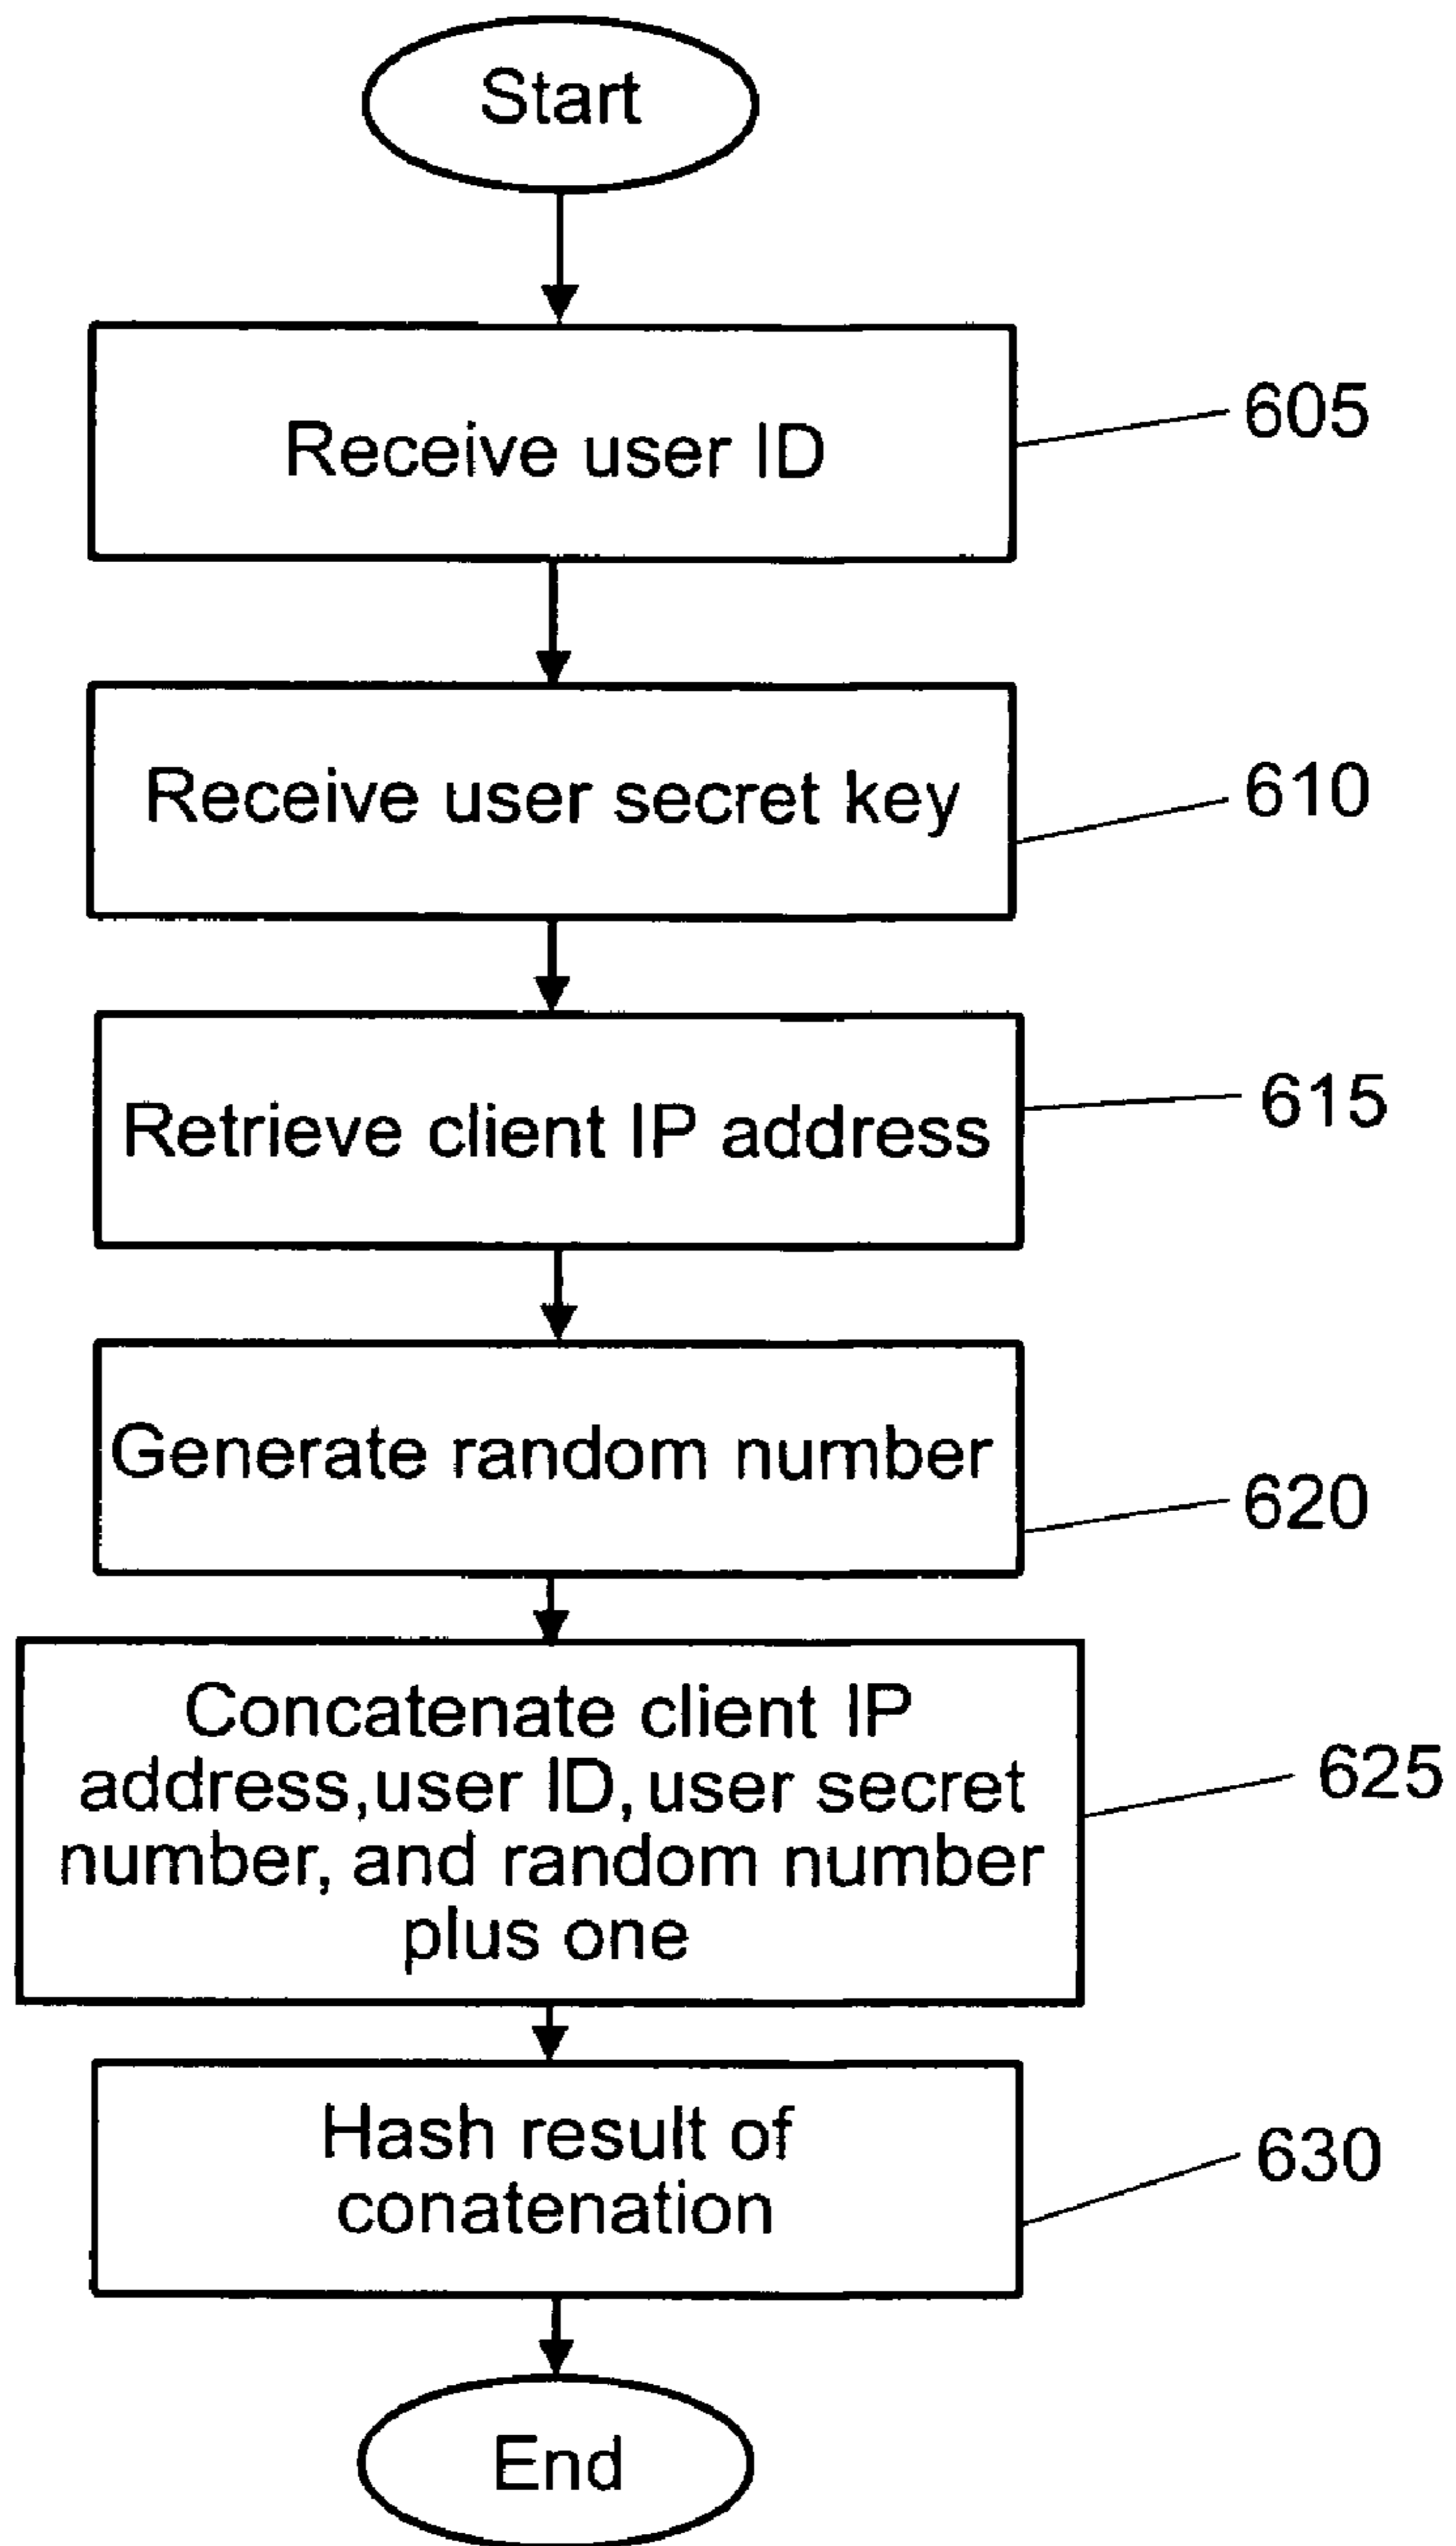 Start
Receive user ID
605
Receive user secret key
610
Retrieve client IP address
615
Generate random number
620
Concatenate client IP
address,user ID, user secret
number, and random number
plus one
625
Hash result of
conatenation
630
End